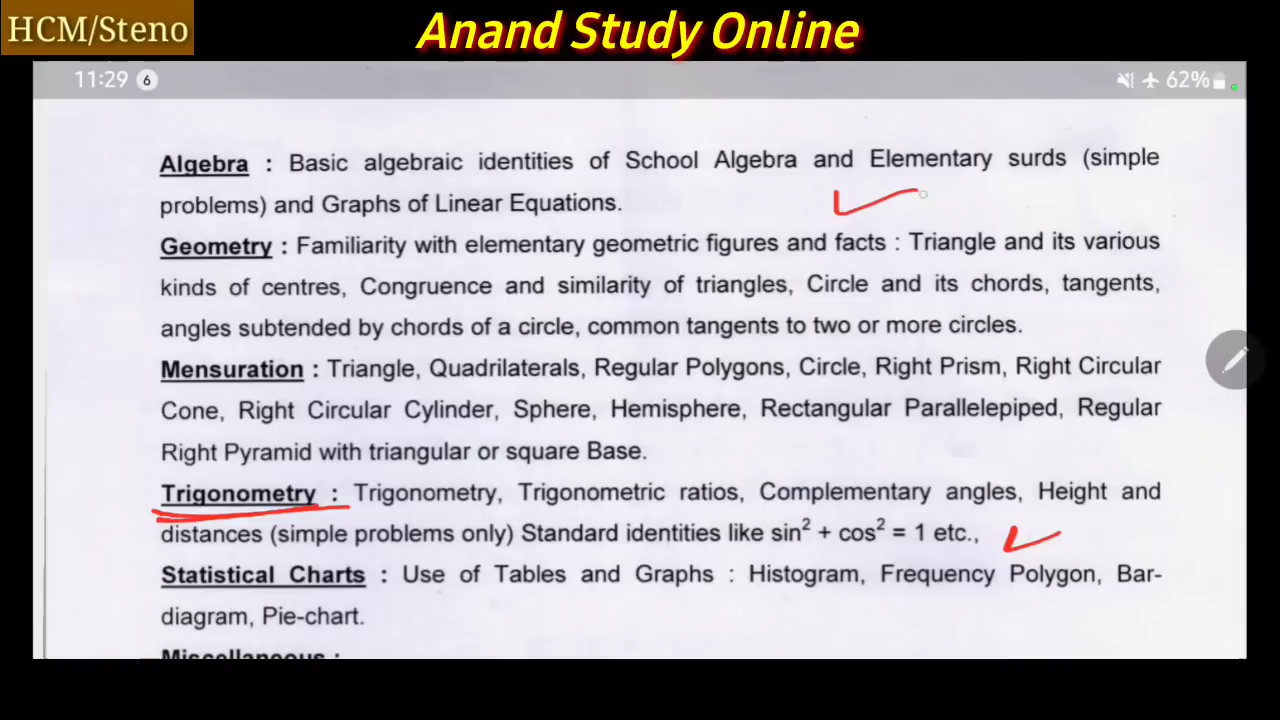 HCM/Steno
Anand Study Online
11:29 6
62%
Algebra : Basic algebraic identities of School Algebra and Elementary surds (simple
problems) and Graphs of Linear Equations.
Geometry : Familiarity with elementary geometric figures and facts : Triangle and its various
kinds of centres, Congruence and similarity of triangles, Circle and its chords, tangents,
angles subtended by chords of a circle, common tangents to two or more circles.
Mensuration : Triangle, Quadrilaterals, Regular Polygons, Circle, Right Prism, Right Circular
Cone, Right Circular Cylinder, Sphere, Hemisphere, Rectangular Parallelepiped, Regular
Right Pyramid with triangular or square Base.
Trigonometry : Trigonometry, Trigonometric ratios, Complementary angles, Height and
distances (simple problems only) Standard identities like sin² + cos² = 1 etc.,
Statistical Charts : Use of Tables and Graphs : Histogram, Frequency Polygon, Bar-
diagram, Pie-chart.
Miscellaneous :